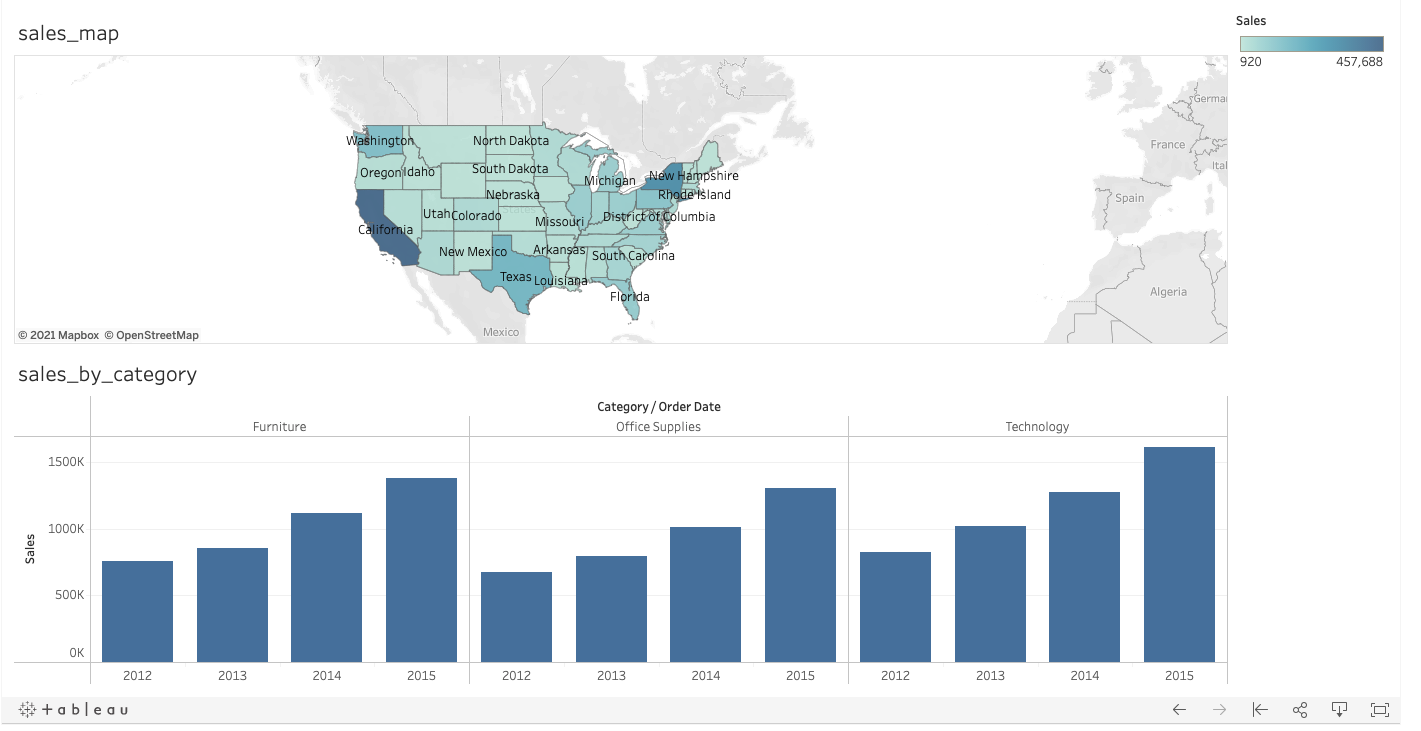 sales_map
Sales
920 457,688
Washington
North Dakota
Oregon
Idaho
South Dakota
Michigan
New Hampshire
Nebraska
Rhode Island
Utah
Colorado
States
Missouri
District of Columbia
California
New Mexico
Arkansas
South Carolina
Texas
Louisiana
Florida
Mexico
Germa
France
Ital
Spain
Algeria
© 2021 Mapbox © OpenStreetMap
sales_by_category
Category / Order Date
Furniture Office Supplies Technology
Sales
1500K
1000K
500K
0K
2012 2013 2014 2015 2012 2013 2014 2015 2012 2013 2014 2015
+ a b l e a u